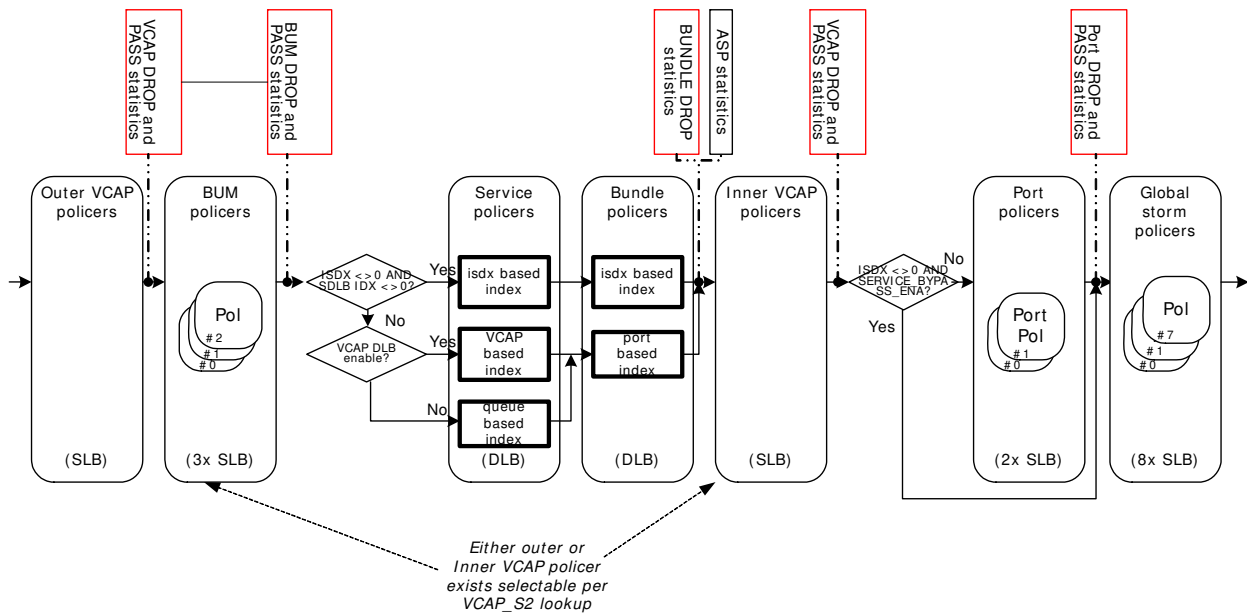 VCAP DROP and
PASS statistics
BUM DROP and
PASS statistics
BUNDLE DROP
statistics
ASP statistics
VCAP DROP and
PASS statistics
Port DROP and
PASS statistics
Outer VCAP
policers
BUM
policers
Service
policers
Bundle
policers
Inner VCAP
policers
Port
policers
Global
storm
policers
Pol
# 2
# 1
# 0
ISDX <>0 AND
SDLB IDX <>0?
Yes
No
VCAP DLB
enable?
Yes
No
isdx based
index
VCAP
based
index
queue
based
index
isdx based
index
port
based
index
ISDX <>0 AND
SERVICE_BYPA
SS_ENA?
No
Yes
Port
Pol
# 1
# 0
Pol
# 7
# 1
# 0
(SLB)
(3x SLB)
(DLB)
(DLB)
(SLB)
(2x SLB)
(8x SLB)
Either outer or
Inner VCAP policer
exists selectable per
VCAP_S2 lookup